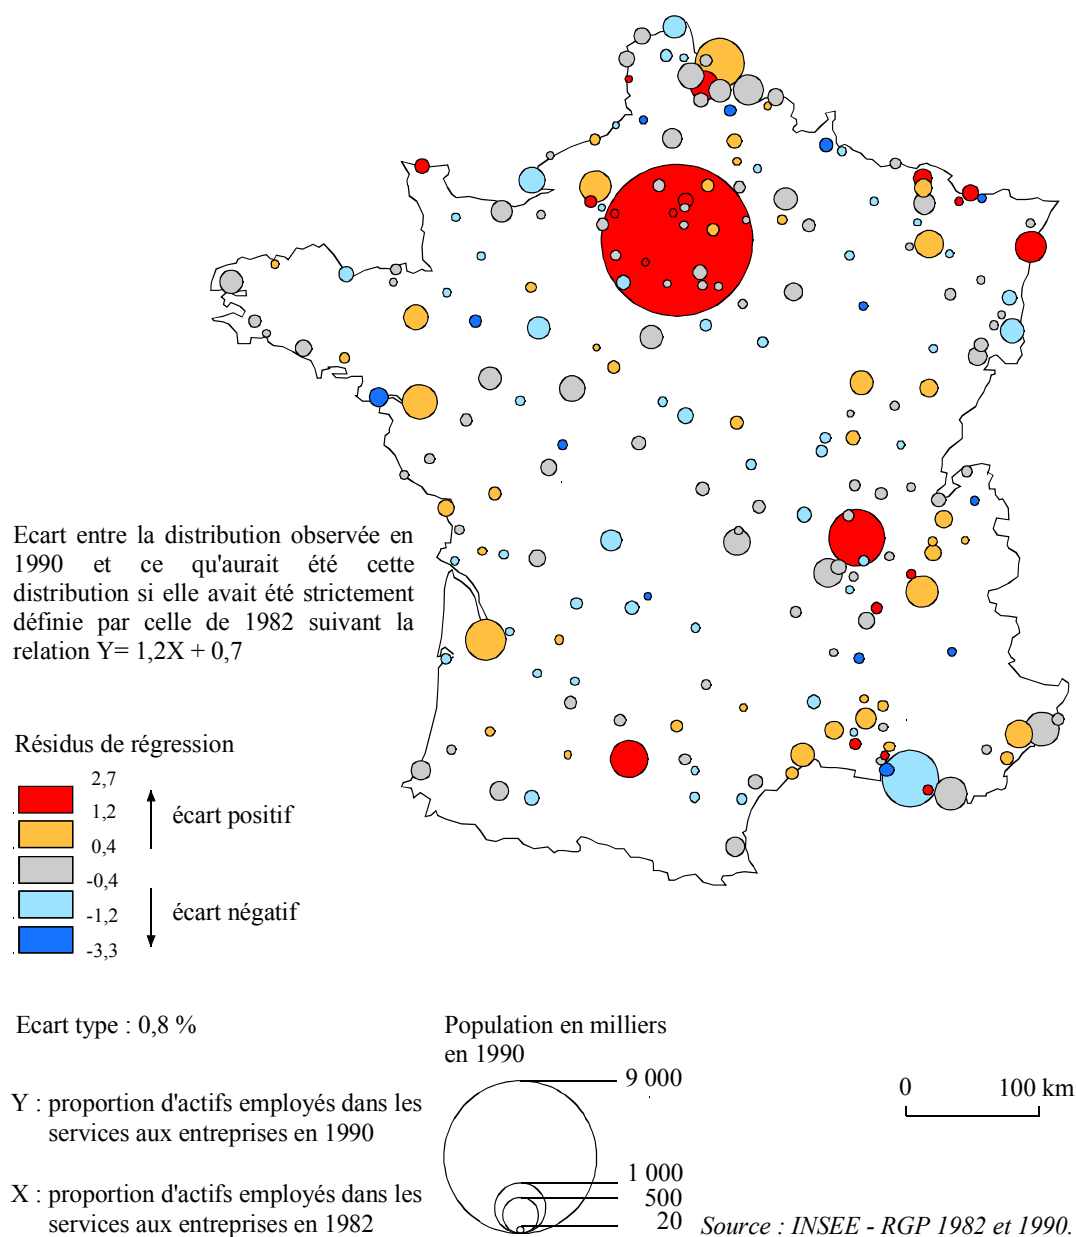 Ecart entre la distribution observée en
1990 et ce qu'aurait été cette
distribution si elle avait été strictement
définie par celle de 1982 suivant la
relation Y= 1,2X + 0,7
Résidus de régression
2,7
1,2
0,4
-0,4
-1,2
-3,3
écart positif
écart négatif
Ecart type : 0,8 %
Y : proportion d'actifs employés dans les
services aux entreprises en 1990
X : proportion d'actifs employés dans les
services aux entreprises en 1982
Population en milliers
en 1990
9 000
1 000
500
20
0 100 km
Source : INSEE - RGP 1982 et 1990.